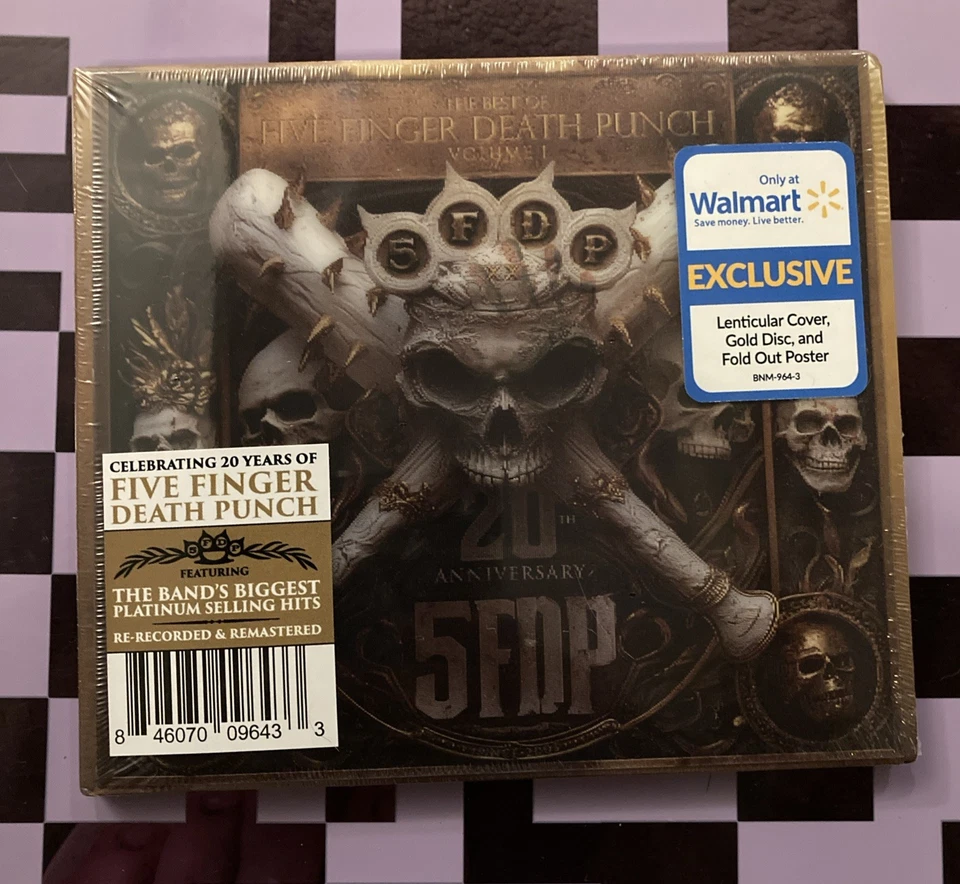 THE BEST OF
FIVE FINGER DEATH PUNCH
VOLUME I
5 F D P
XX
Only at
Walmart
Save money. Live better.
EXCLUSIVE
Lenticular Cover,
Gold Disc, and
Fold Out Poster
BNM-964-3
CELEBRATING 20 YEARS OF
FIVE FINGER
DEATH PUNCH
5 F D P
FEATURING
THE BAND'S BIGGEST
PLATINUM SELLING HITS
RE-RECORDED & REMASTERED
8 46070 09643 3
20TH
ANNIVERSARY
5FDP